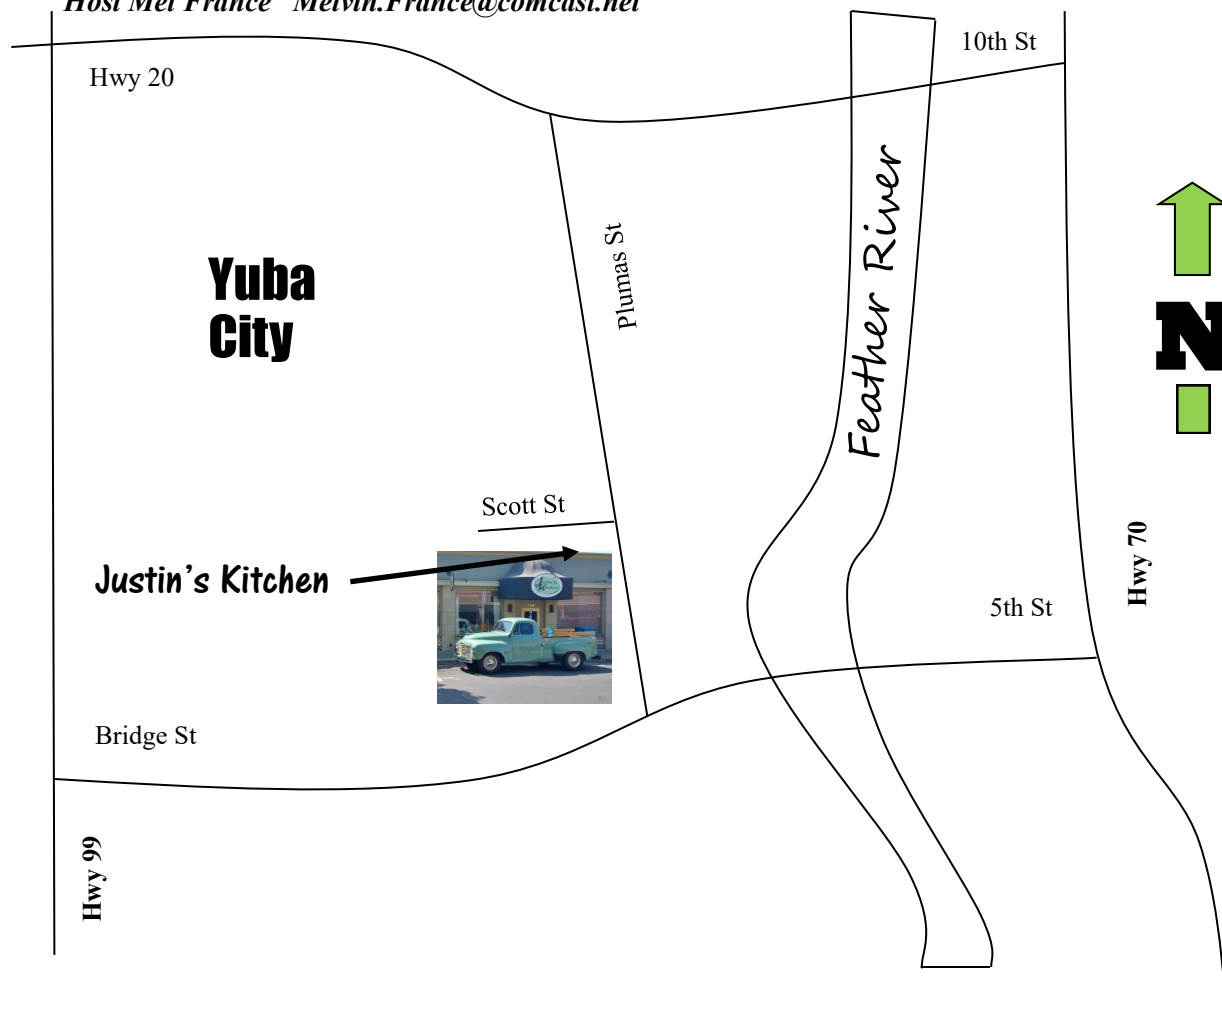 Host Mel France   Melvin.France@comcast.net
10th St
Hwy 20
Feather River
Plumas St
Yuba
City
N
Scott St
Hwy 70
Justin's Kitchen
5th St
Bridge St
Hwy 99